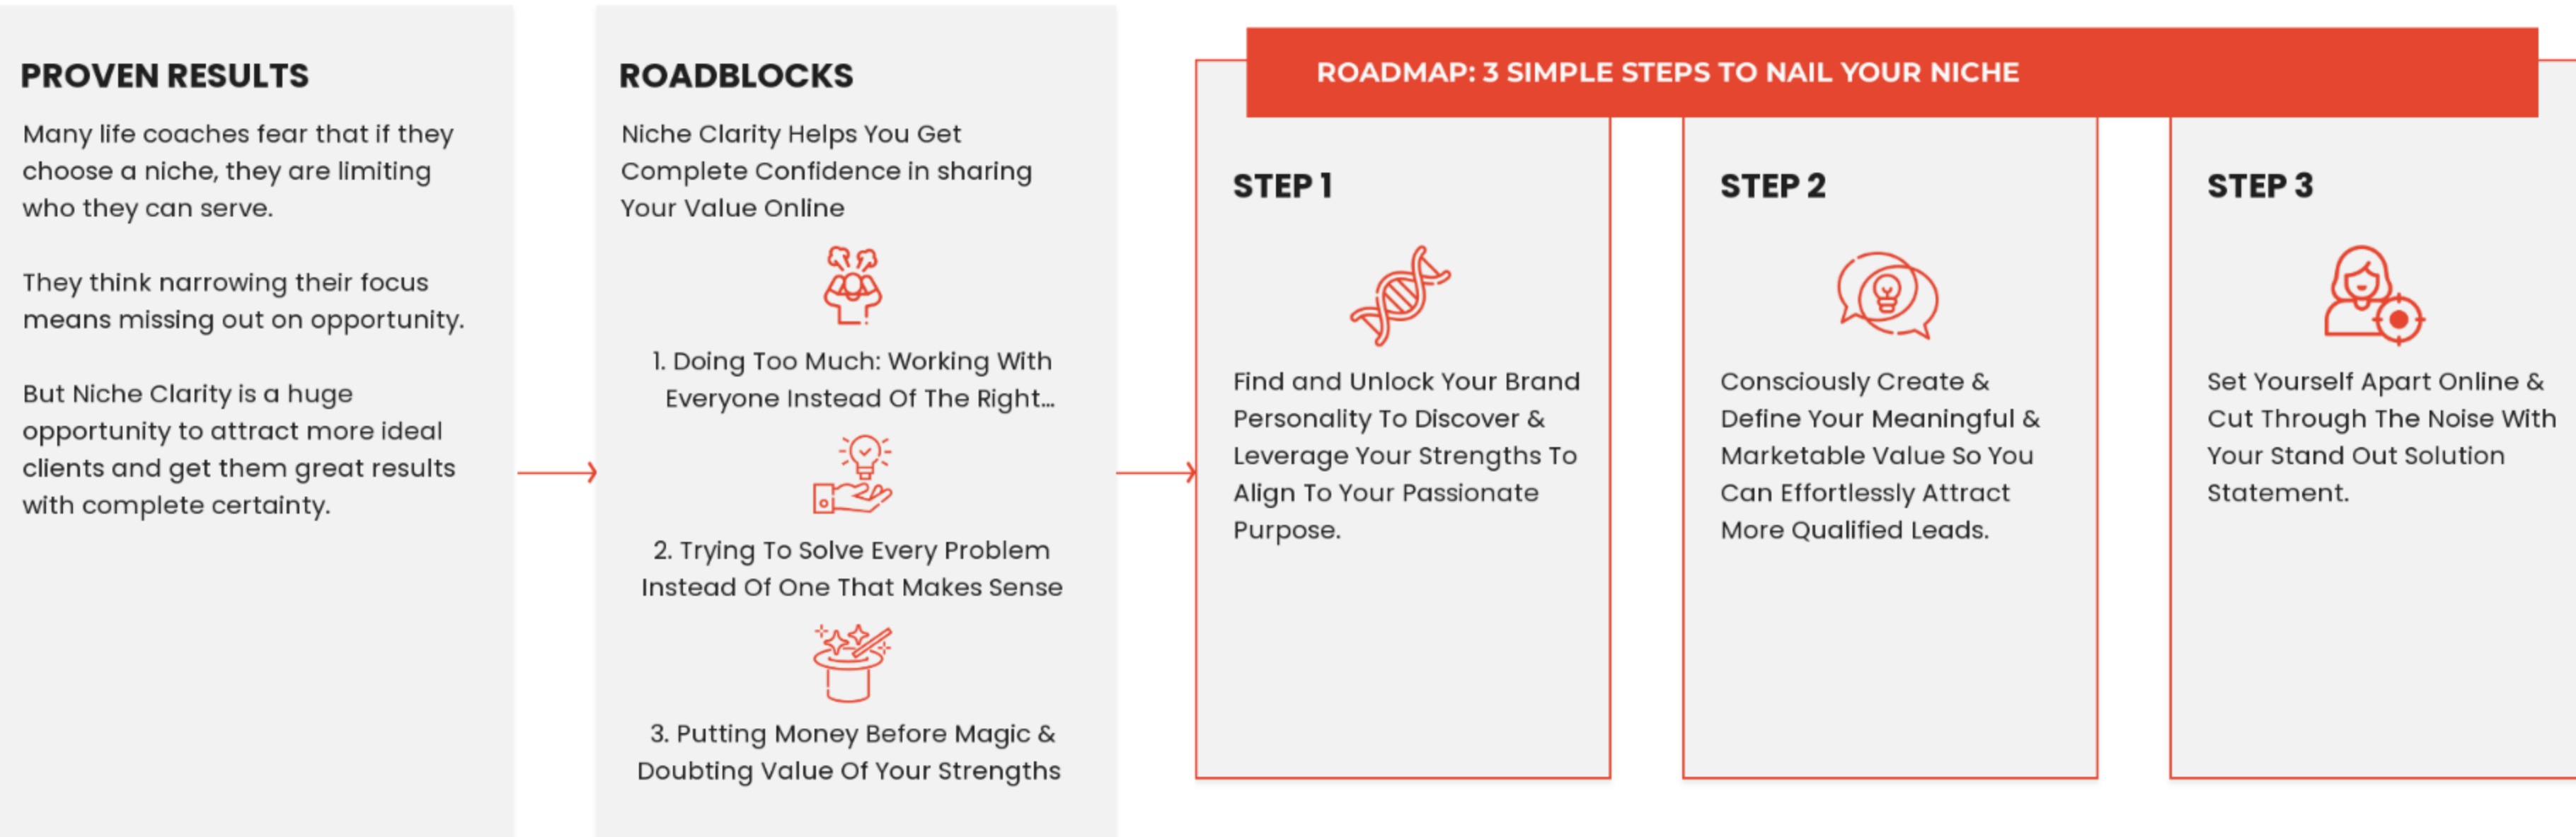 PROVEN RESULTS
Many life coaches fear that if they
choose a niche, they are limiting
who they can serve.
They think narrowing their focus
means missing out on opportunity.
But Niche Clarity is a huge
opportunity to attract more ideal
clients and get them great results
with complete certainty.
ROADBLOCKS
Niche Clarity Helps You Get
Complete Confidence in sharing
Your Value Online
1. Doing Too Much: Working With
Everyone Instead Of The Right...
2. Trying To Solve Every Problem
Instead Of One That Makes Sense
3. Putting Money Before Magic &
Doubting Value Of Your Strengths
ROADMAP: 3 SIMPLE STEPS TO NAIL YOUR NICHE
STEP 1
Find and Unlock Your Brand
Personality To Discover &
Leverage Your Strengths To
Align To Your Passionate
Purpose.
STEP 2
Consciously Create &
Define Your Meaningful &
Marketable Value So You
Can Effortlessly Attract
More Qualified Leads.
STEP 3
Set Yourself Apart Online &
Cut Through The Noise With
Your Stand Out Solution
Statement.